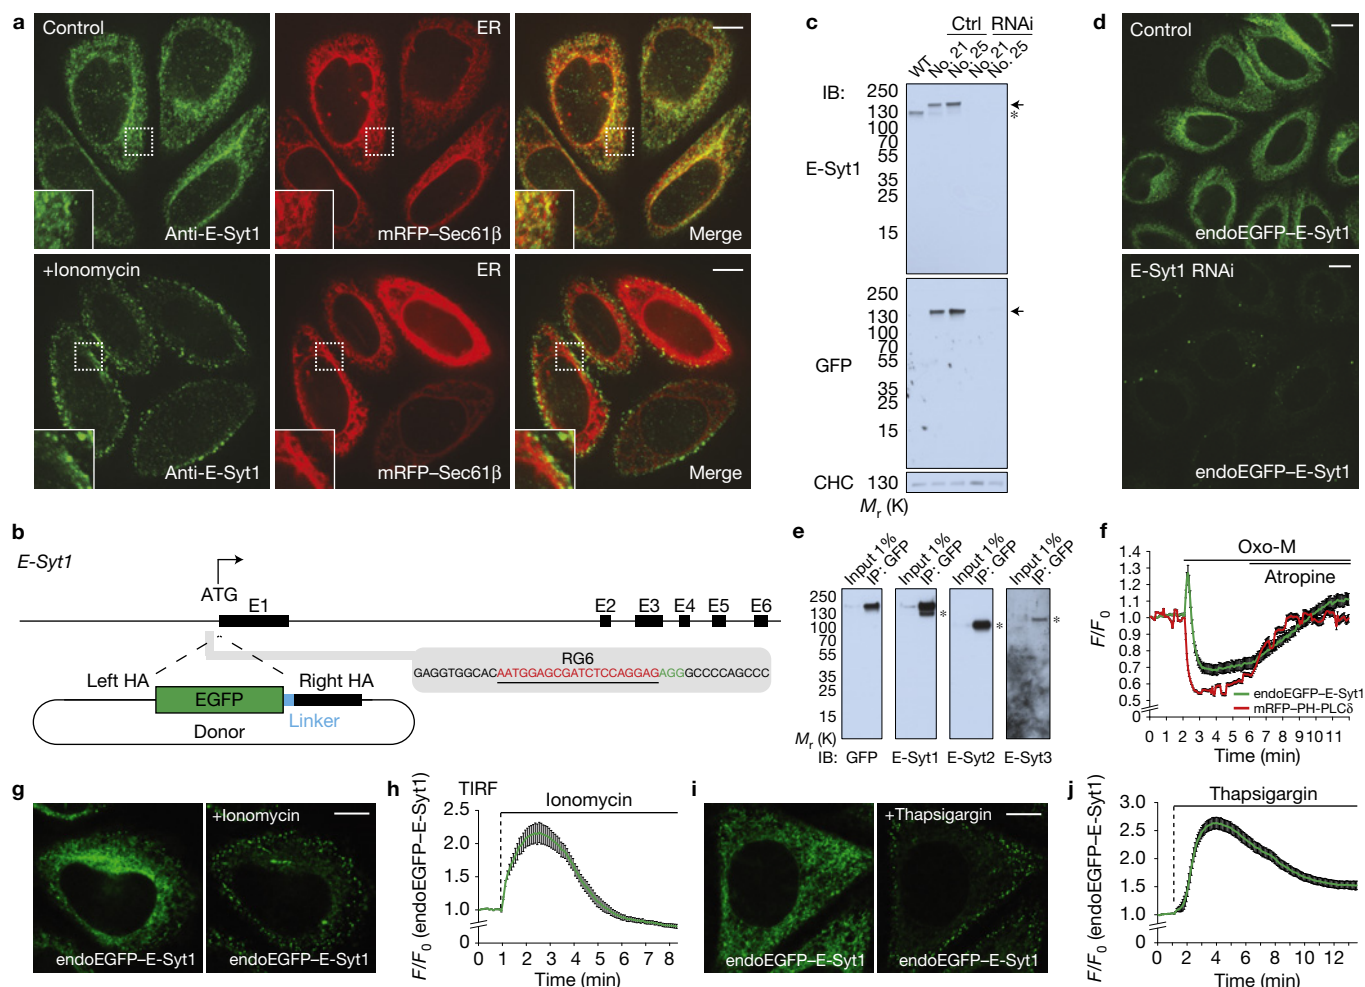 a
Control
ER
Anti-E-Syt1
mRFP–Sec61β
Merge
+Ionomycin
ER
Anti-E-Syt1
mRFP–Sec61β
Merge
b
E-Syt1
ATG
E1
E2
E3
E4
E5
E6
RG6
GAGGTGGCACAATGGAGCGATCTCCAGGAGAGGGCCCCAGCCC
Left HA
Right HA
EGFP
Linker
Donor
c
Ctrl
RNAi
WT
No. 21
No. 25
No. 21
No. 25
IB:
250
130
100
70
55
35
25
15
*
E-Syt1
250
130
100
70
55
35
25
15
GFP
CHC
130
Mr (K)
d
Control
endoEGFP–E-Syt1
E-Syt1 RNAi
endoEGFP–E-Syt1
e
Input 1%
IP: GFP
Input 1%
IP: GFP
Input 1%
IP: GFP
Input 1%
IP: GFP
250
130
100
70
55
35
25
15
*
*
*
Mr (K)
IB:
GFP
E-Syt1
E-Syt2
E-Syt3
f
Oxo-M
Atropine
F/F0
1.4
1.3
1.2
1.1
1.0
0.9
0.8
0.7
0.6
0.5
0
endoEGFP–E-Syt1
mRFP–PH-PLCδ
0 1 2 3 4 5 6 7 8 9 10 11
Time (min)
g
+Ionomycin
endoEGFP–E-Syt1
endoEGFP–E-Syt1
h
TIRF
Ionomycin
F/F0 (endoEGFP–E-Syt1)
2.5
2.0
1.5
1.0
0
0 1 2 3 4 5 6 7 8
Time (min)
i
+Thapsigargin
endoEGFP–E-Syt1
endoEGFP–E-Syt1
j
Thapsigargin
F/F0 (endoEGFP–E-Syt1)
3.0
2.5
2.0
1.5
1.0
0
0 2 4 6 8 10 12
Time (min)